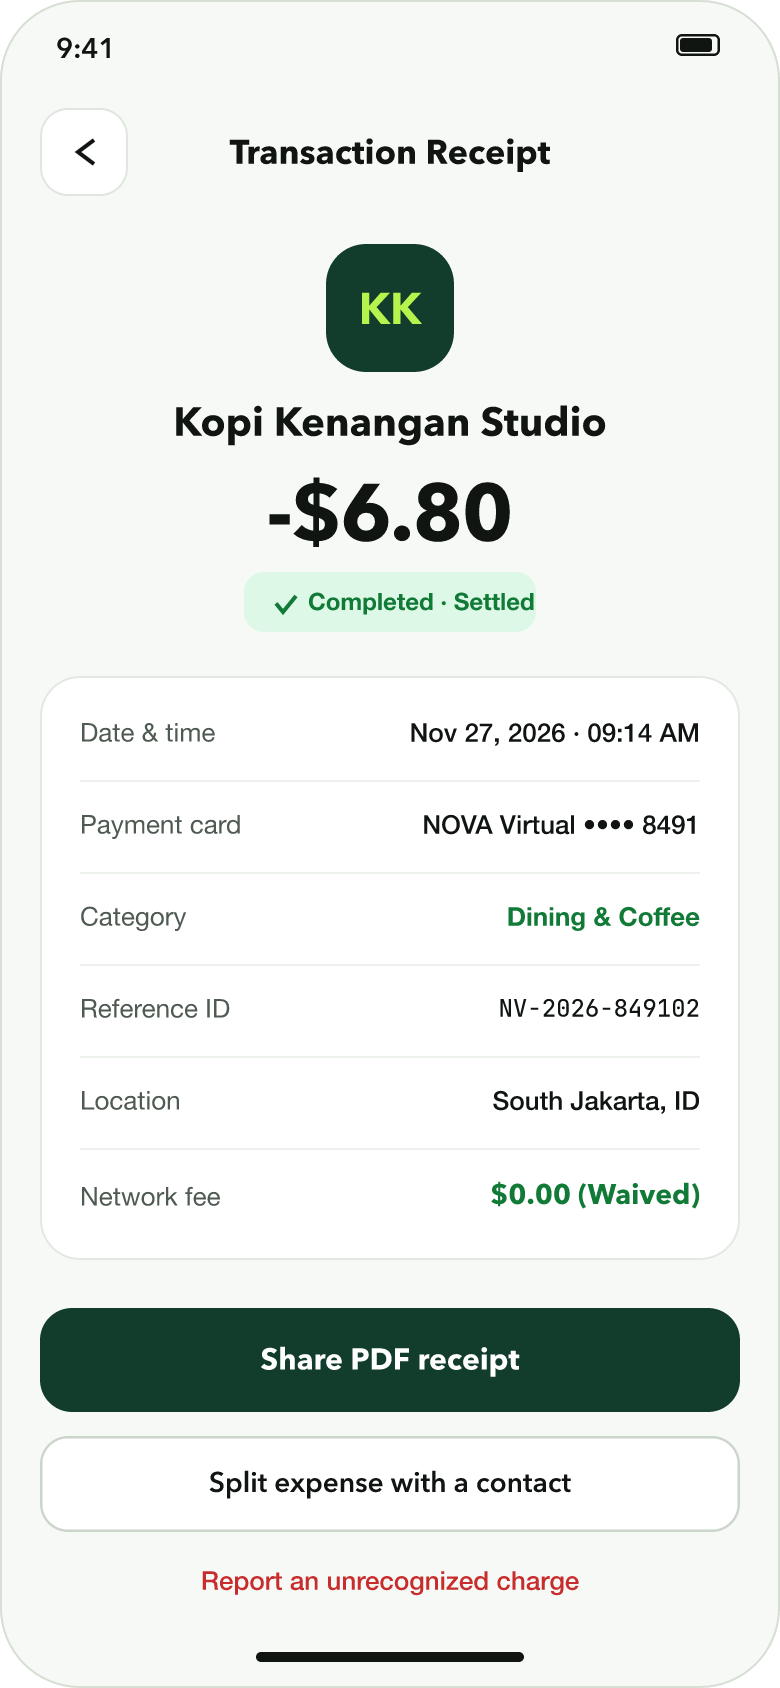 9:41
Transaction Receipt
KK
Kopi Kenangan Studio
-$6.80
Completed · Settled
Date & time Nov 27, 2026 · 09:14 AM
Payment card NOVA Virtual •••• 8491
Category Dining & Coffee
Reference ID NV-2026-849102
Location South Jakarta, ID
Network fee $0.00 (Waived)
Share PDF receipt
Split expense with a contact
Report an unrecognized charge